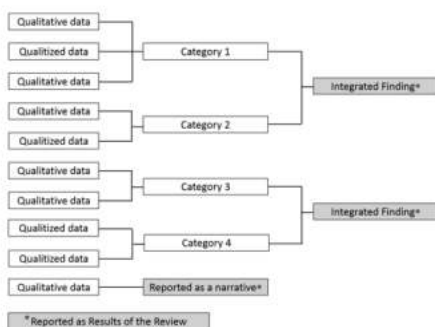 Qualitative data
Qualitized data
Category 1
Qualitative data
Integrated Finding*
Qualitative data
Category 2
Qualitized data
Qualitative data
Category 3
Qualitative data
Integrated Finding*
Qualitized data
Category 4
Qualitized data
Qualitative data
Reported as a narrative*
*Reported as Results of the Review